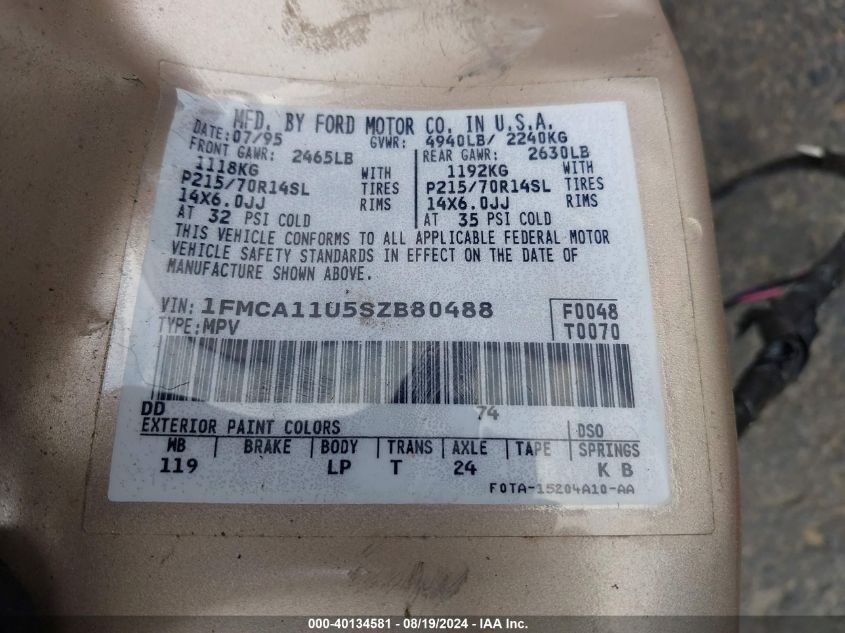 MFD. BY FORD MOTOR CO. IN U.S.A.
DATE: 07/95 GVWR: 4940LB/ 2240KG
FRONT GAWR: 2465LB REAR GAWR: 2630LB
1118KG WITH 1192KG WITH
P215/70R14SL TIRES P215/70R14SL TIRES
14X6.0JJ RIMS 14X6.0JJ RIMS
AT 32 PSI COLD AT 35 PSI COLD
THIS VEHICLE CONFORMS TO ALL APPLICABLE FEDERAL MOTOR
VEHICLE SAFETY STANDARDS IN EFFECT ON THE DATE OF
MANUFACTURE SHOWN ABOVE.
VIN: 1FMCA11U5SZB80488 F0048
TYPE: MPV T0070
DD 74
EXTERIOR PAINT COLORS DSO
WB BRAKE BODY TRANS AXLE TAPE SPRINGS
119 LP T 24 K B
F0TA-15204A10-AA
000-40134581 - 08/19/2024 - IAA Inc.